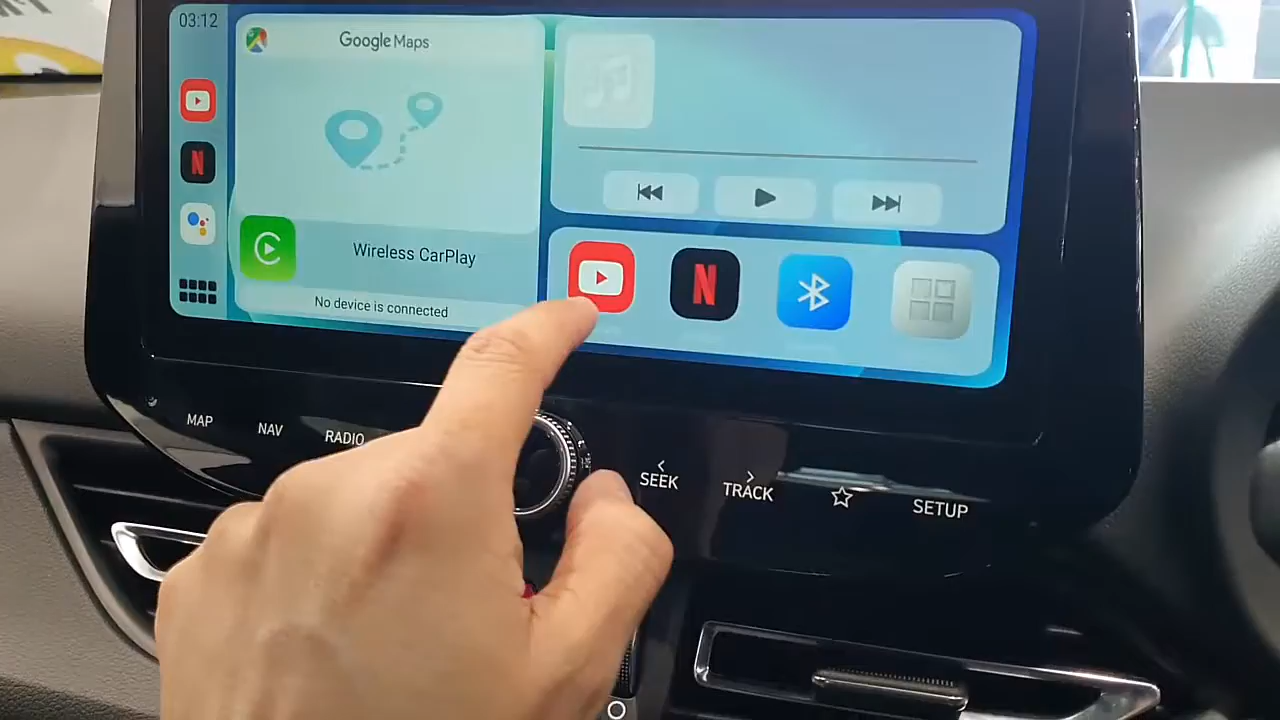 03:12
Google Maps
N
Wireless CarPlay
No device is connected
N
MAP
NAV
RADIO
SEEK
TRACK
SETUP